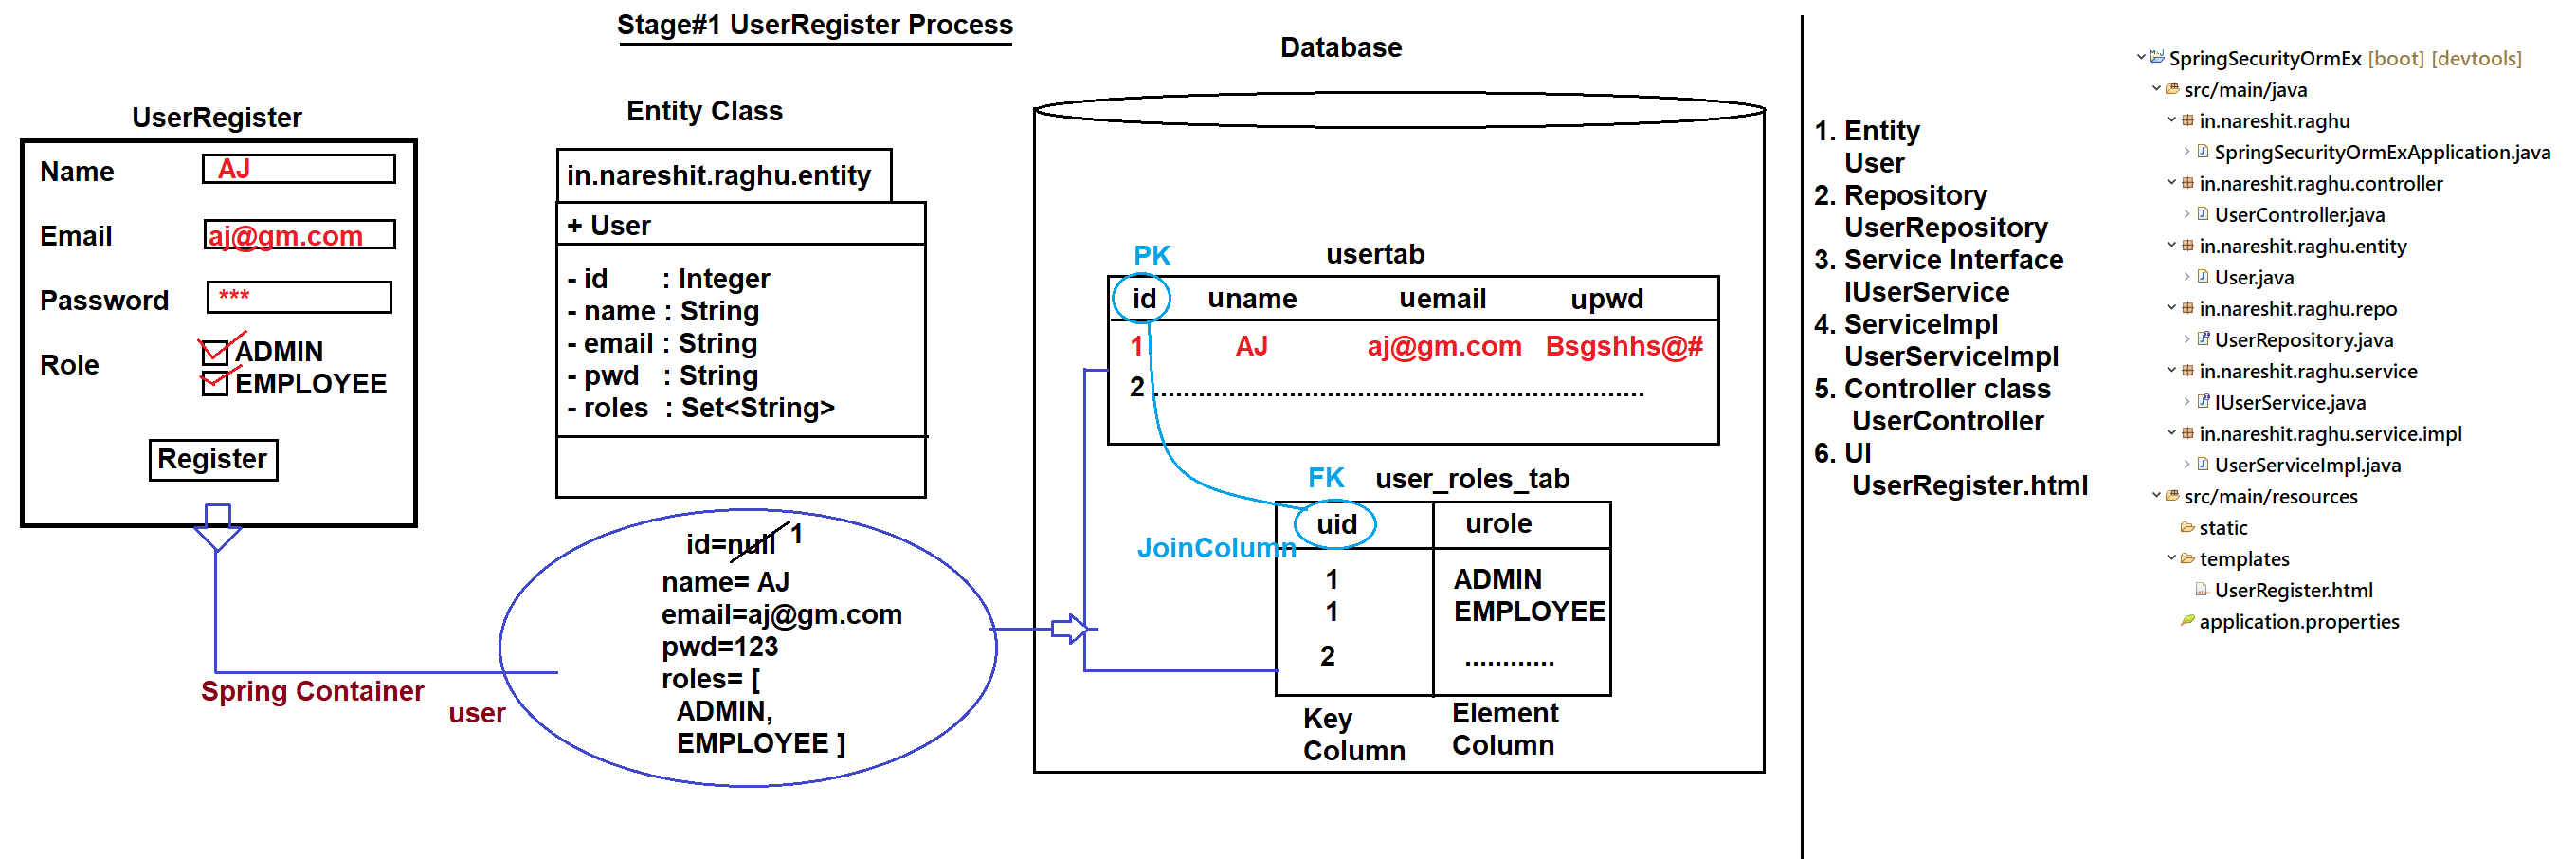 Stage#1 UserRegister Process
UserRegister
Name AJ
Email aj@gm.com
Password ***
Role ADMIN
EMPLOYEE
Register
Spring Container
user
Entity Class
in.nareshit.raghu.entity
+ User
- id : Integer
- name : String
- email : String
- pwd : String
- roles : Set<String>
id=null 1
name= AJ
email=aj@gm.com
pwd=123
roles= [
ADMIN,
EMPLOYEE ]
Database
PK usertab
id uname uemail upwd
1 AJ aj@gm.com Bsgshhs@#
2 ..........................................................
FK user_roles_tab
uid urole
JoinColumn
1 ADMIN
1 EMPLOYEE
2 ............
Key
Column
Element
Column
1. Entity
User
2. Repository
UserRepository
3. Service Interface
IUserService
4. ServiceImpl
UserServiceImpl
5. Controller class
UserController
6. UI
UserRegister.html
SpringSecurityOrmEx [boot] [devtools]
src/main/java
in.nareshit.raghu
SpringSecurityOrmExApplication.java
in.nareshit.raghu.controller
UserController.java
in.nareshit.raghu.entity
User.java
in.nareshit.raghu.repo
UserRepository.java
in.nareshit.raghu.service
IUserService.java
in.nareshit.raghu.service.impl
UserServiceImpl.java
src/main/resources
static
templates
UserRegister.html
application.properties